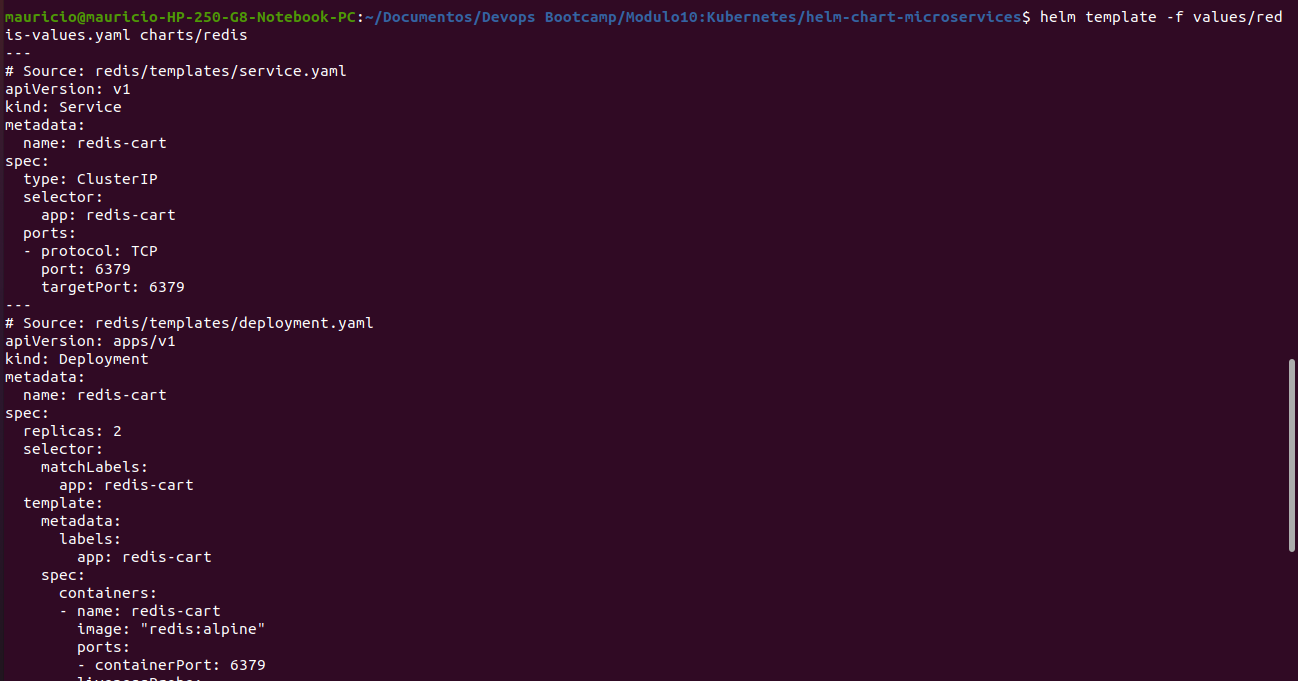 mauricio@mauricio-HP-250-G8-Notebook-PC:~/Documentos/Devops Bootcamp/Modulo10:Kubernetes/helm-chart-microservices$ helm template -f values/red
is-values.yaml charts/redis
---
# Source: redis/templates/service.yaml
apiVersion: v1
kind: Service
metadata:
  name: redis-cart
spec:
  type: ClusterIP
  selector:
    app: redis-cart
  ports:
  - protocol: TCP
    port: 6379
    targetPort: 6379
---
# Source: redis/templates/deployment.yaml
apiVersion: apps/v1
kind: Deployment
metadata:
  name: redis-cart
spec:
  replicas: 2
  selector:
    matchLabels:
      app: redis-cart
  template:
    metadata:
      labels:
        app: redis-cart
    spec:
      containers:
      - name: redis-cart
        image: "redis:alpine"
        ports:
        - containerPort: 6379